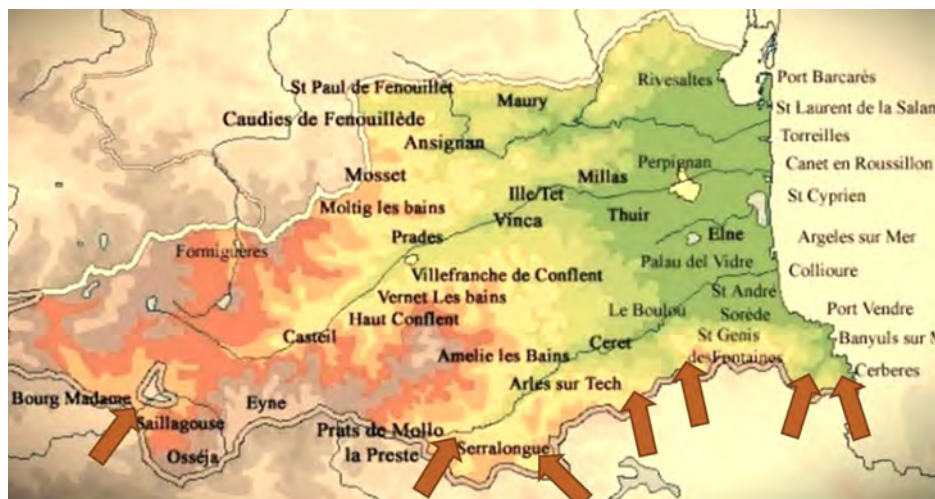 St Paul de Fenouillet
Rivesaltes
Port Barcarès
Maury
St Laurent de la Salan
Caudies de Fenouillède
Ansignan
Torreilles
Perpignan
Canet en Roussillon
Mosset
Millas
Ille/Tet
St Cyprien
Moltig les bains
Vinca
Thuir
Prades
Elne
Argeles sur Mer
Formigueres
Palau del Vidre
Villefranche de Conflent
Collioure
Vernet Les bains
St André
Le Boulou
Sorède
Port Vendre
Haut Conflent
Casteil
Ceret
St Genis
des Fontaines
Banyuls sur M
Amelie les Bains
Cerberes
Arles sur Tech
Bourg Madame
Eyne
Saillagouse
Prats de Mollo
la Preste
Serralongue
Osséja